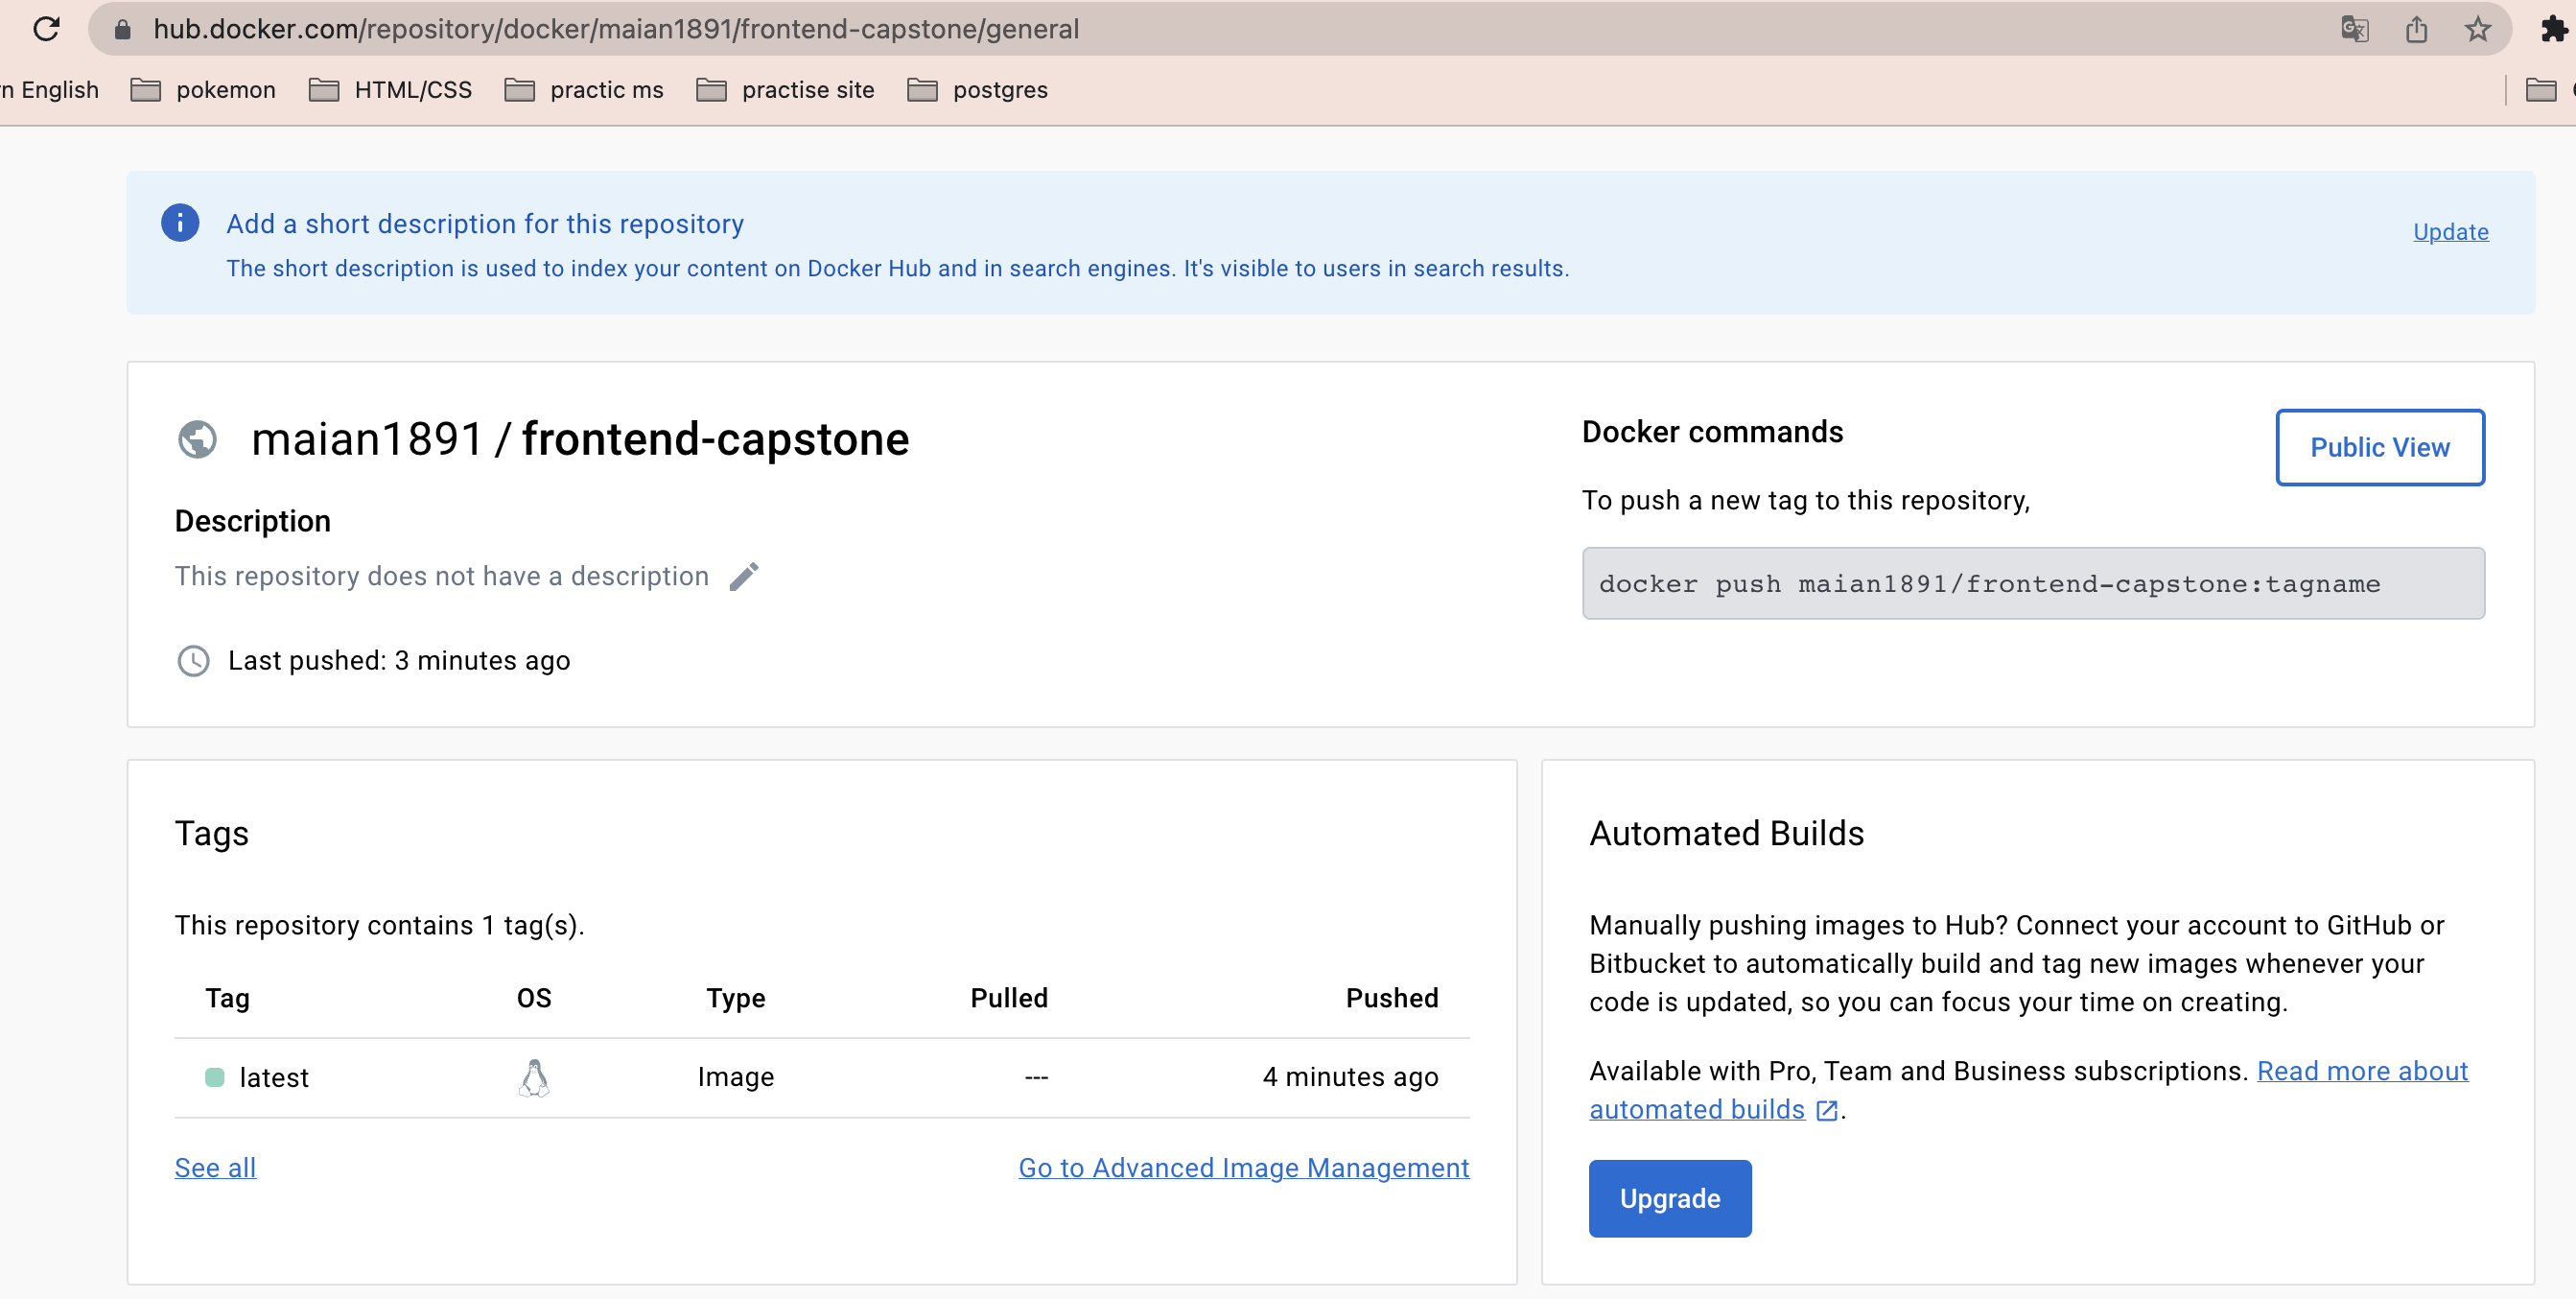 hub.docker.com/repository/docker/maian1891/frontend-capstone/general
n English pokemon HTML/CSS practic ms practise site postgres
Add a short description for this repository
Update
The short description is used to index your content on Docker Hub and in search engines. It's visible to users in search results.
maian1891 / frontend-capstone
Description
This repository does not have a description
Last pushed: 3 minutes ago
Docker commands
Public View
To push a new tag to this repository,
docker push maian1891/frontend-capstone:tagname
Tags
This repository contains 1 tag(s).
Tag OS Type Pulled Pushed
latest Image --- 4 minutes ago
See all Go to Advanced Image Management
Automated Builds
Manually pushing images to Hub? Connect your account to GitHub or
Bitbucket to automatically build and tag new images whenever your
code is updated, so you can focus your time on creating.
Available with Pro, Team and Business subscriptions. Read more about
automated builds .
Upgrade